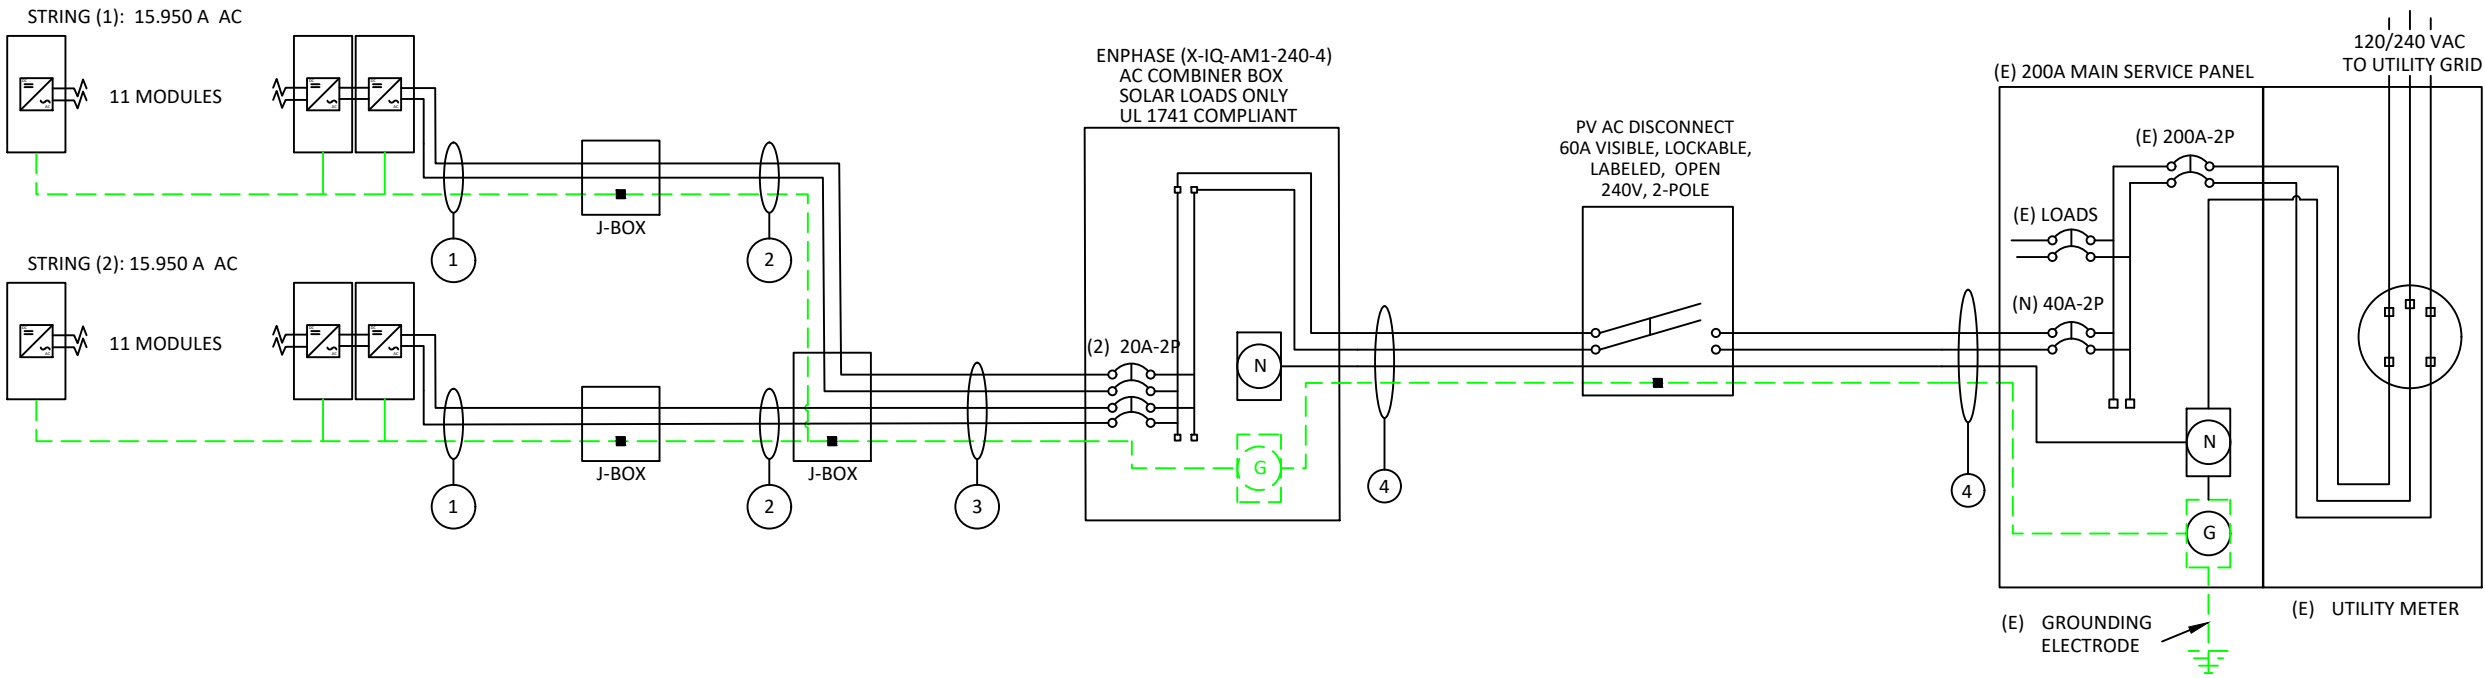 STRING (1): 15.950 A AC
11 MODULES
1
J-BOX
2
STRING (2): 15.950 A AC
11 MODULES
1
J-BOX
2
J-BOX
3
ENPHASE (X-IQ-AM1-240-4)
AC COMBINER BOX
SOLAR LOADS ONLY
UL 1741 COMPLIANT
(2) 20A-2P
N
G
4
PV AC DISCONNECT
60A VISIBLE, LOCKABLE,
LABELED, OPEN
240V, 2-POLE
4
(E) 200A MAIN SERVICE PANEL
(E) 200A-2P
(E) LOADS
(N) 40A-2P
N
G
(E) GROUNDING
ELECTRODE
120/240 VAC
TO UTILITY GRID
(E) UTILITY METER